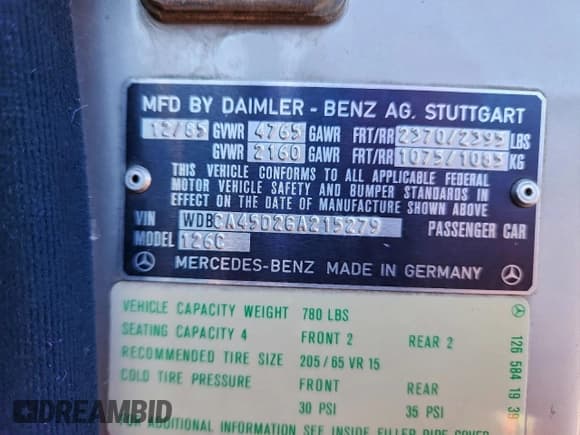 MFD BY DAIMLER - BENZ AG. STUTTGART
12/85 GVWR 4765 GAWR FRT/RR 2370/2395 LBS
GVWR 2160 GAWR FRT/RR 1075/1085 KG
THIS VEHICLE CONFORMS TO ALL APPLICABLE FEDERAL
MOTOR VEHICLE SAFETY AND BUMPER STANDARDS IN
EFFECT ON THE DATE OF MANUFACTURE SHOWN ABOVE
VIN WDBCA45D2GA215279 PASSENGER CAR
MODEL 126C
MERCEDES-BENZ MADE IN GERMANY
VEHICLE CAPACITY WEIGHT 780 LBS
SEATING CAPACITY 4 FRONT 2 REAR 2
RECOMMENDED TIRE SIZE 205/65 VR 15
COLD TIRE PRESSURE FRONT REAR
30 PSI 35 PSI
FOR ADDITIONAL INFORMATION SEE INSIDE FILLER PIPE COVER
126 584 19 39
DREAMBID